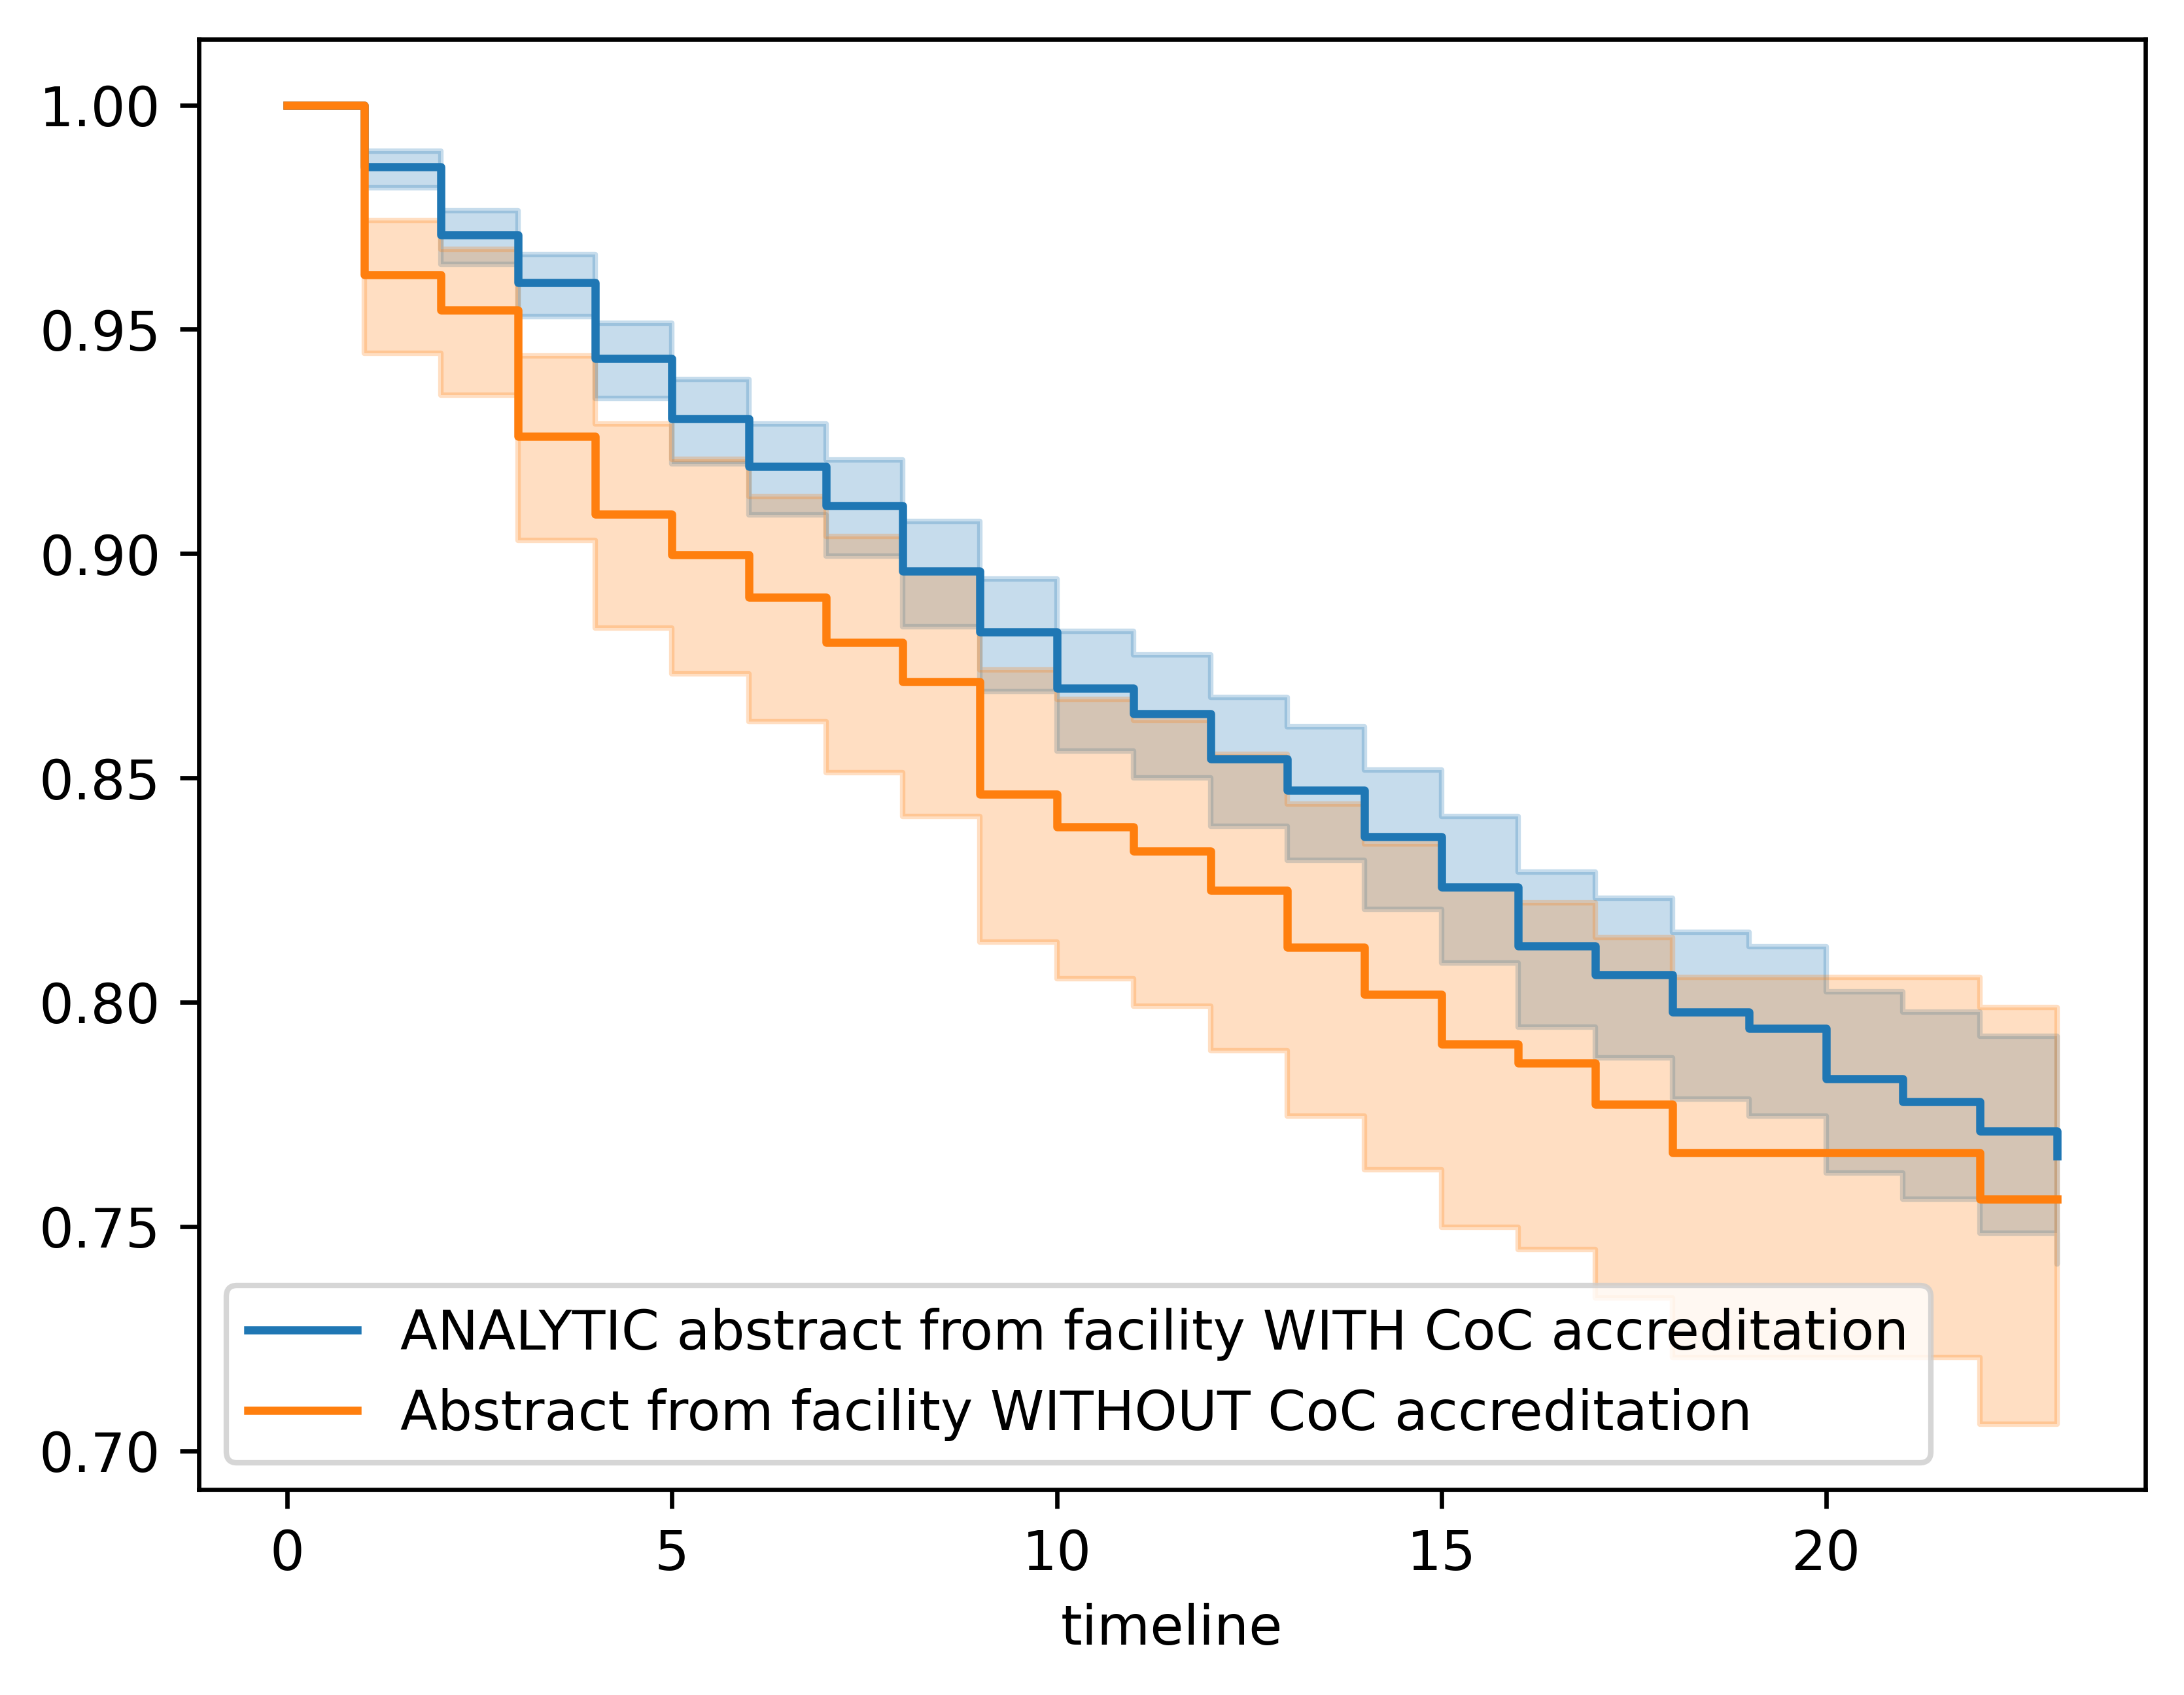 1.00
0.95
0.90
0.85
0.80
0.75
0.70
ANALYTIC abstract from facility WITH CoC accreditation
Abstract from facility WITHOUT CoC accreditation
0 5 10 15 20
timeline